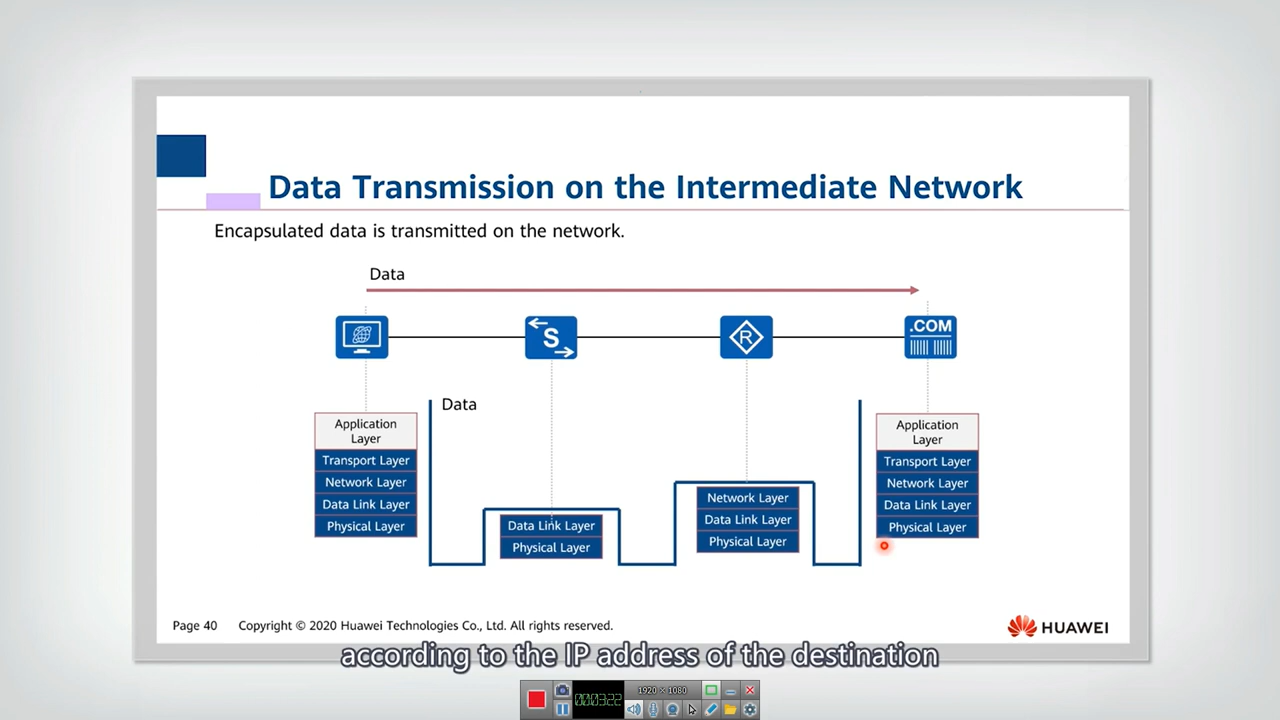 Data Transmission on the Intermediate Network
Encapsulated data is transmitted on the network.
Data
S
R
.COM
Data
Application
Layer
Transport Layer
Network Layer
Data Link Layer
Physical Layer
Data Link Layer
Physical Layer
Network Layer
Data Link Layer
Physical Layer
Application
Layer
Transport Layer
Network Layer
Data Link Layer
Physical Layer
Page 40 Copyright © 2020 Huawei Technologies Co., Ltd. All rights reserved.
HUAWEI
according to the IP address of the destination
1920 × 1080
000322